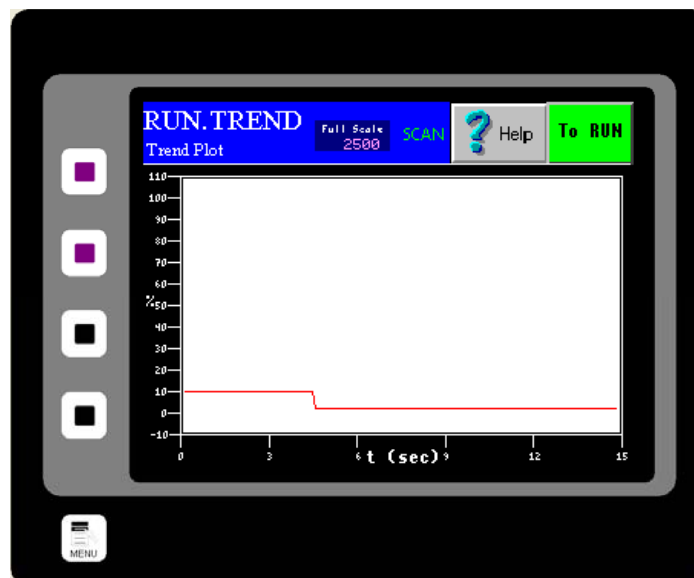 RUN.TREND
Trend Plot
Full Scale
2500
SCAN
? Help
To RUN
110
100
90
80
70
60
%
50
40
30
20
10
0
-10
0 3 6 t (sec) 9 12 15
MENU